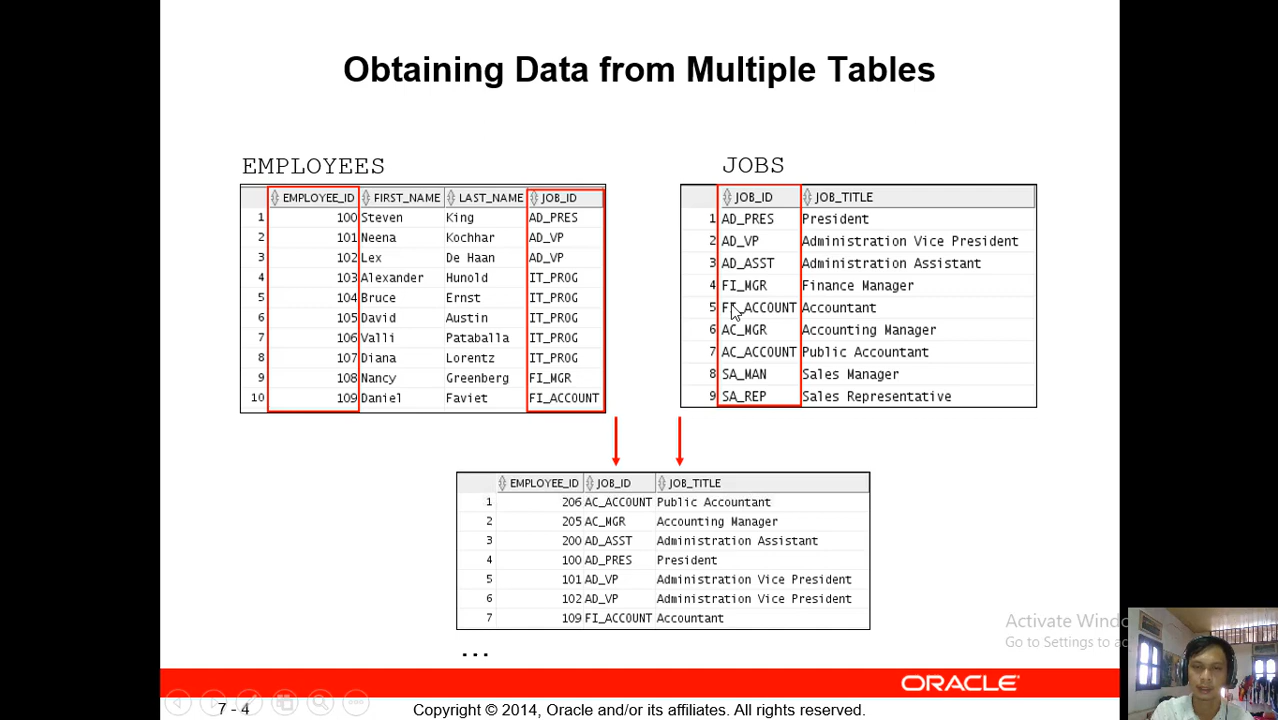 Obtaining Data from Multiple Tables
EMPLOYEES
EMPLOYEE_ID FIRST_NAME LAST_NAME JOB_ID
1 100 Steven King AD_PRES
2 101 Neena Kochhar AD_VP
3 102 Lex De Haan AD_VP
4 103 Alexander Hunold IT_PROG
5 104 Bruce Ernst IT_PROG
6 105 David Austin IT_PROG
7 106 Valli Pataballa IT_PROG
8 107 Diana Lorentz IT_PROG
9 108 Nancy Greenberg FI_MGR
10 109 Daniel Faviet FI_ACCOUNT
JOBS
JOB_ID JOB_TITLE
1 AD_PRES President
2 AD_VP Administration Vice President
3 AD_ASST Administration Assistant
4 FI_MGR Finance Manager
5 FI_ACCOUNT Accountant
6 AC_MGR Accounting Manager
7 AC_ACCOUNT Public Accountant
8 SA_MAN Sales Manager
9 SA_REP Sales Representative
EMPLOYEE_ID JOB_ID JOB_TITLE
1 206 AC_ACCOUNT Public Accountant
2 205 AC_MGR Accounting Manager
3 200 AD_ASST Administration Assistant
4 100 AD_PRES President
5 101 AD_VP Administration Vice President
6 102 AD_VP Administration Vice President
7 109 FI_ACCOUNT Accountant
...
Activate Windo
Go to Settings to ac
ORACLE
7 - 4
Copyright © 2014, Oracle and/or its affiliates. All rights reserved.